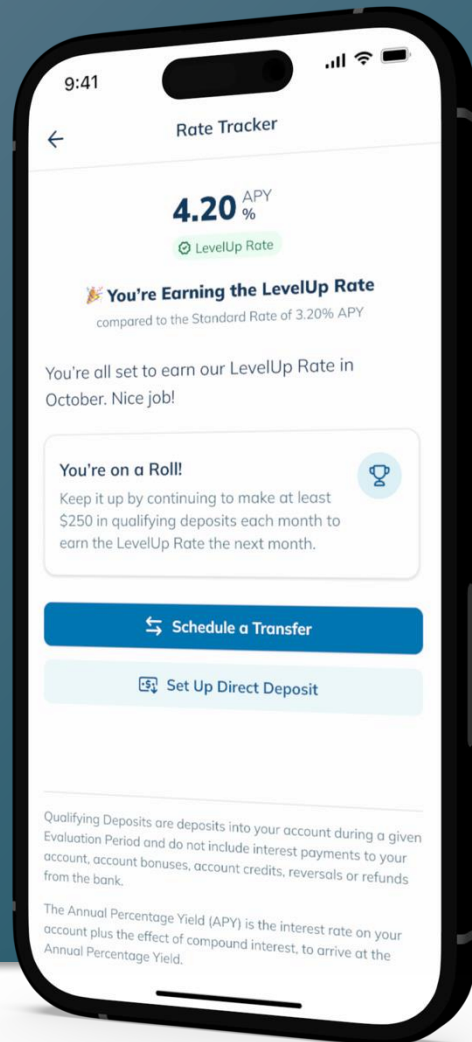 9:41
Rate Tracker
4.20 % APY
LevelUp Rate
🎉 You're Earning the LevelUp Rate
compared to the Standard Rate of 3.20% APY
You're all set to earn our LevelUp Rate in
October. Nice job!
You're on a Roll!
Keep it up by continuing to make at least
$250 in qualifying deposits each month to
earn the LevelUp Rate the next month.
Schedule a Transfer
Set Up Direct Deposit
Qualifying Deposits are deposits into your account during a given
Evaluation Period and do not include interest payments to your
account, account bonuses, account credits, reversals or refunds
from the bank.
The Annual Percentage Yield (APY) is the interest rate on your
account plus the effect of compound interest, to arrive at the
Annual Percentage Yield.